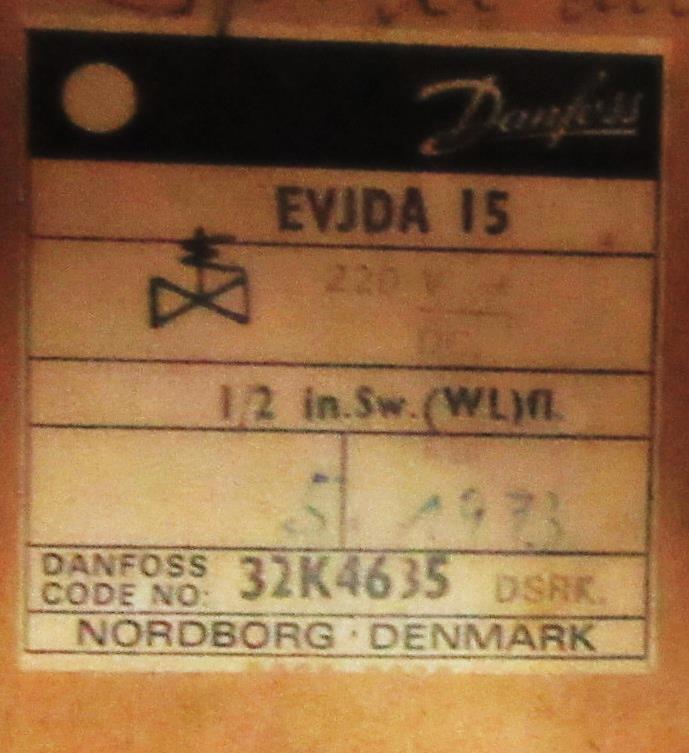 Danfoss
EVJDA 15
220 V
DC
1/2 in.Sw.(WL)fl.
5. 1973
DANFOSS
CODE NO: 32K4635 DSRK.
NORDBORG · DENMARK